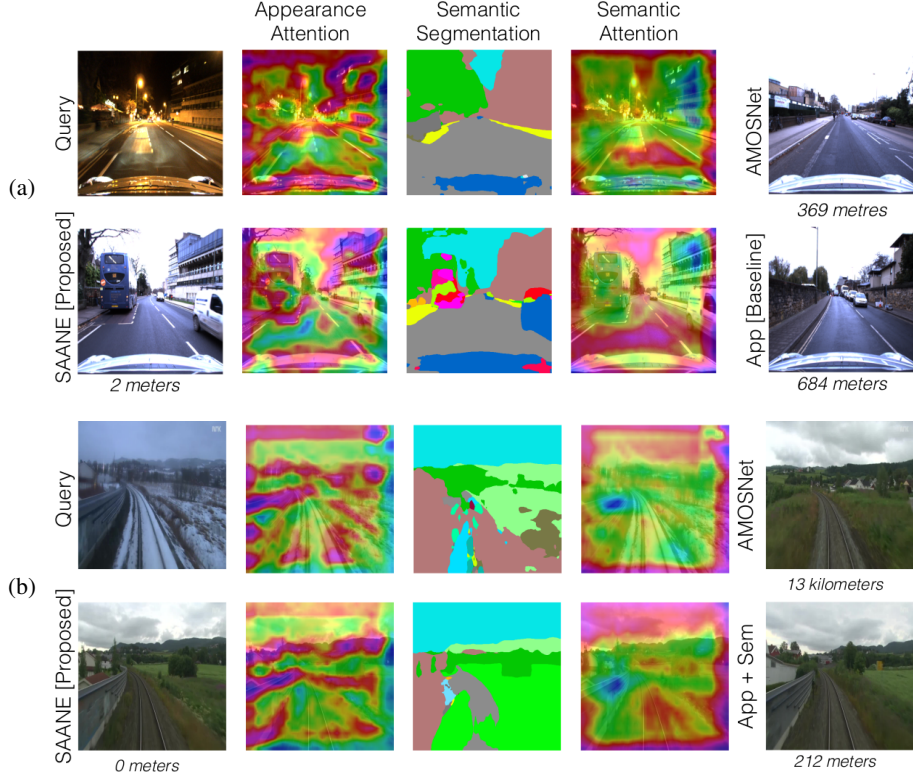 Appearance
Attention
Semantic
Segmentation
Semantic
Attention
(a)
Query
AMOSNet
369 metres
SAANE [Proposed]
2 meters
App [Baseline]
684 meters
(b)
Query
AMOSNet
13 kilometers
SAANE [Proposed]
0 meters
App + Sem
212 meters